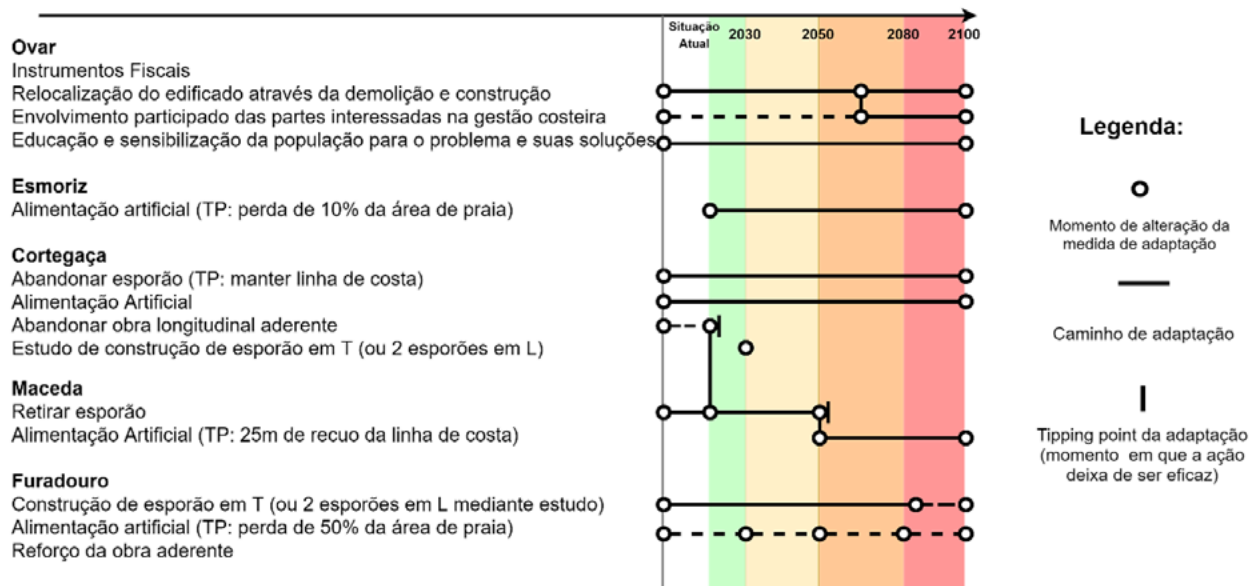 Situação
Atual
2030
2050
2080
2100
Ovar
Instrumentos Fiscais
Relocalização do edificado através da demolição e construção
Envolvimento participado das partes interessadas na gestão costeira
Educação e sensibilização da população para o problema e suas soluções
Esmoriz
Alimentação artificial (TP: perda de 10% da área de praia)
Cortegaça
Abandonar esporão (TP: manter linha de costa)
Alimentação Artificial
Abandonar obra longitudinal aderente
Estudo de construção de esporão em T (ou 2 esporões em L)
Maceda
Retirar esporão
Alimentação Artificial (TP: 25m de recuo da linha de costa)
Furadouro
Construção de esporão em T (ou 2 esporões em L mediante estudo)
Alimentação artificial (TP: perda de 50% da área de praia)
Reforço da obra aderente
Legenda:
Momento de alteração da
medida de adaptação
Caminho de adaptação
Tipping point da adaptação
(momento em que a ação
deixa de ser eficaz)